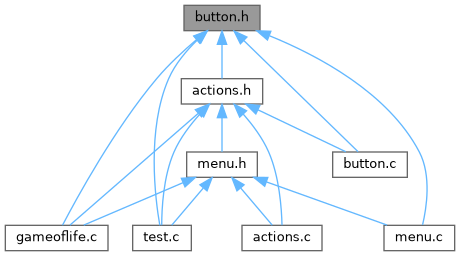 button.h
actions.h
menu.h
button.c
gameoflife.c
test.c
actions.c
menu.c